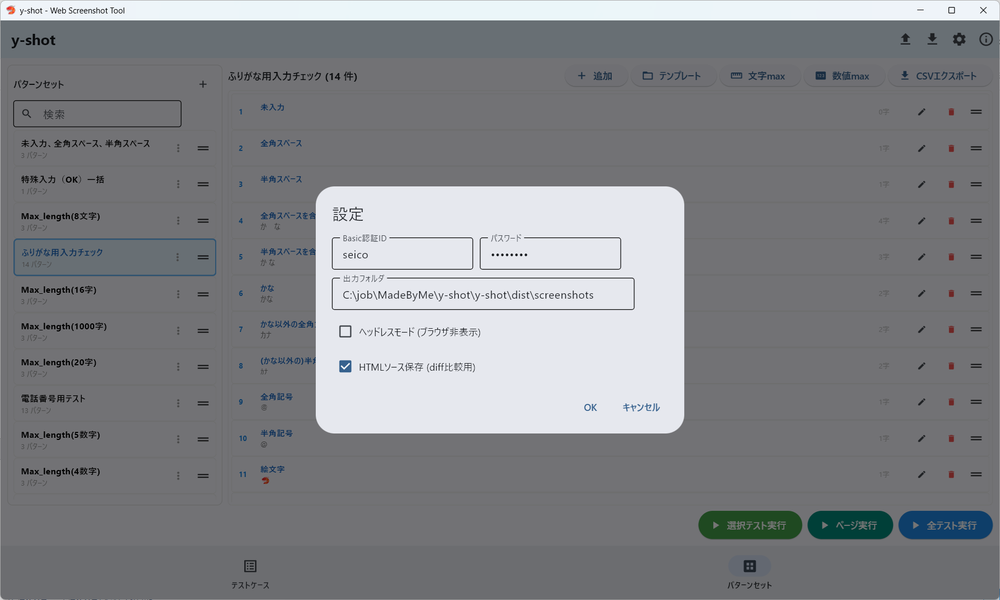 y-shot - Web Screenshot Tool
y-shot
パターンセット
検索
未入力、全角スペース、半角スペース
3 パターン
特殊入力（OK）一括
1 パターン
Max_length(8文字)
3 パターン
ふりがな用入力チェック
14 パターン
Max_length(16字)
3 パターン
Max_length(1000字)
3 パターン
Max_length(20字)
3 パターン
電話番号用テスト
13 パターン
Max_length(5数字)
3 パターン
Max_length(4数字)
3 パターン
ふりがな用入力チェック (14 件)
追加
テンプレート
文字max
123 数値max
CSVエクスポート
1 未入力 0字
2 全角スペース 1字
3 半角スペース 1字
4 全角スペースを含 4字
か　な
5 半角スペースを含 3字
か な
6 かな 2字
かな
7 かな以外の全角 2字
カナ
8 (かな以外の)半角 2字
ｶﾅ
9 全角記号 1字
＠
10 半角記号 1字
@
11 絵文字 1字
🦐
設定
Basic認証ID
seico
パスワード
••••••••
出力フォルダ
C:\job\MadeByMe\y-shot\y-shot\dist\screenshots
ヘッドレスモード (ブラウザ非表示)
HTMLソース保存 (diff比較用)
OK
キャンセル
選択テスト実行
ページ実行
全テスト実行
テストケース
パターンセット